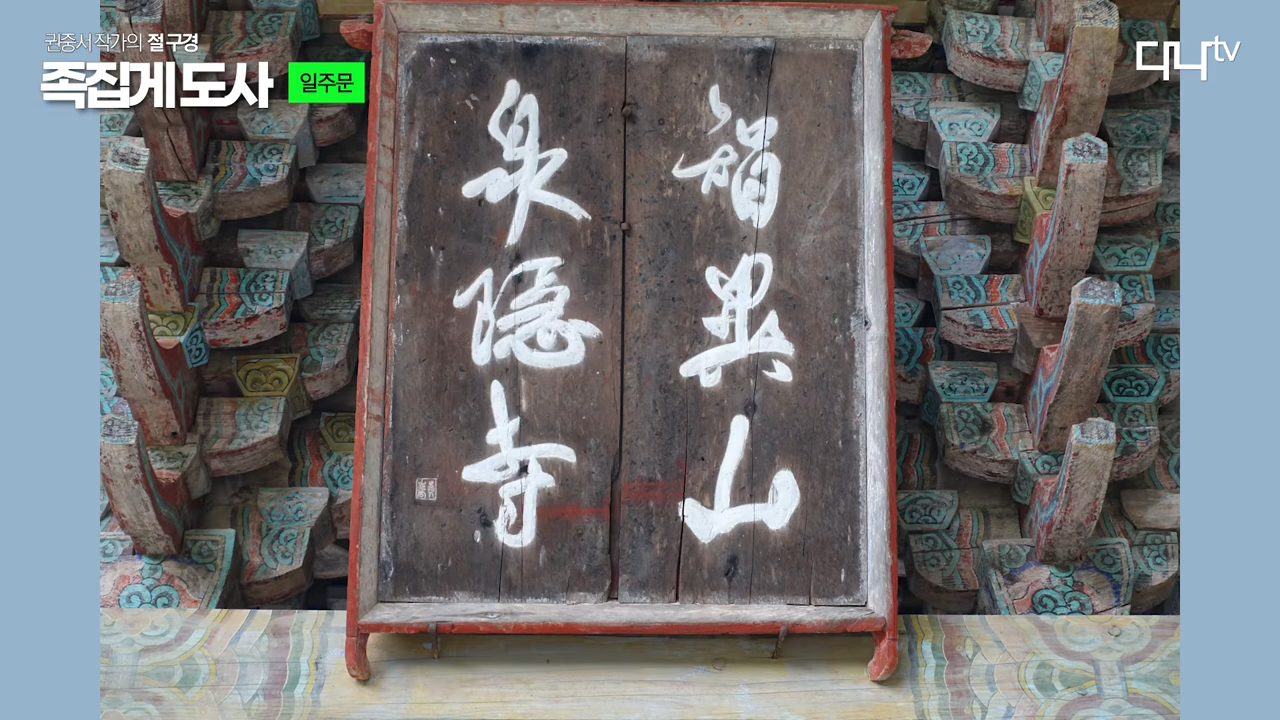 권중서 작가의 절 구경
족집게 도사 일주문
다나tv
智異山
泉隱寺